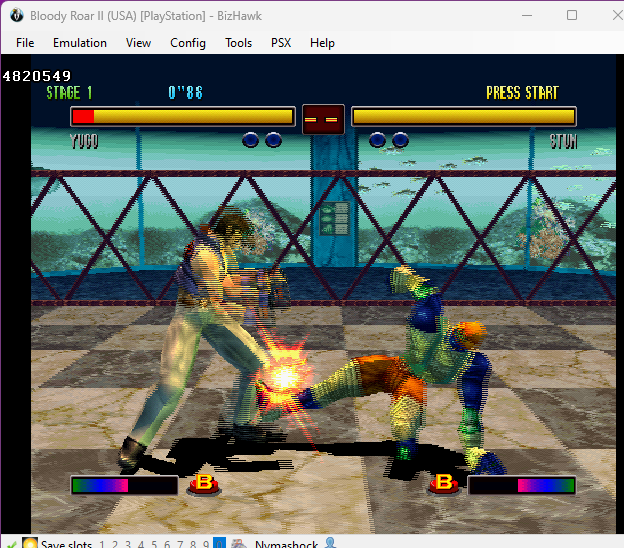 Bloody Roar II (USA) [PlayStation] - BizHawk
File Emulation View Config Tools PSX Help
4820549
STAGE 1 0"86 PRESS START
YUGO STUN
B B
Save slots 1 2 3 4 5 6 7 8 9 0 Nymashock